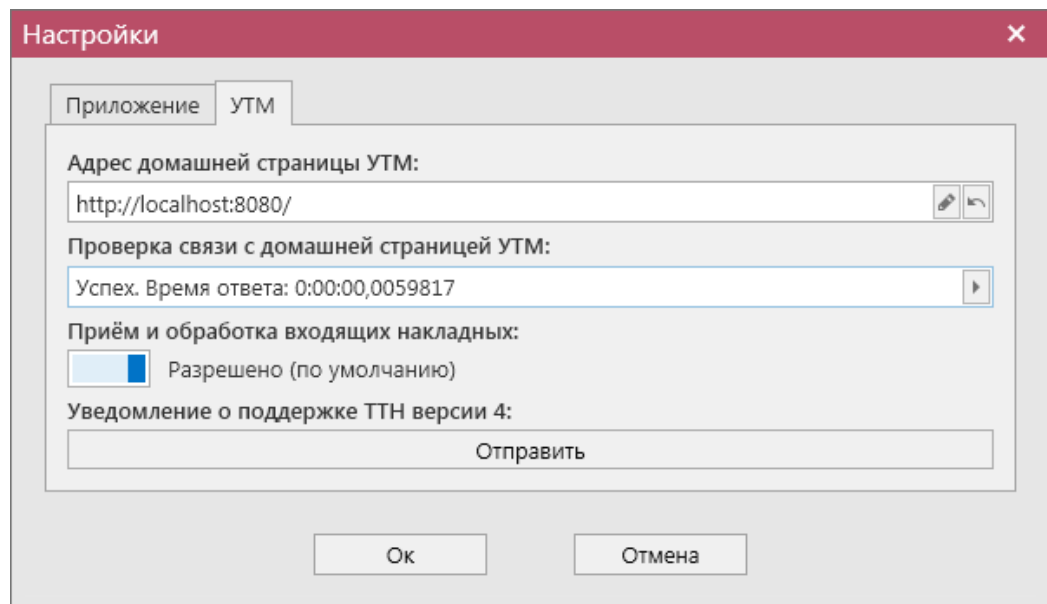 Настройки
Приложение УТМ
Адрес домашней страницы УТМ:
http://localhost:8080/
Проверка связи с домашней страницей УТМ:
Успех. Время ответа: 0:00:00,0059817
Приём и обработка входящих накладных:
Разрешено (по умолчанию)
Уведомление о поддержке ТТН версии 4:
Отправить
Ок Отмена